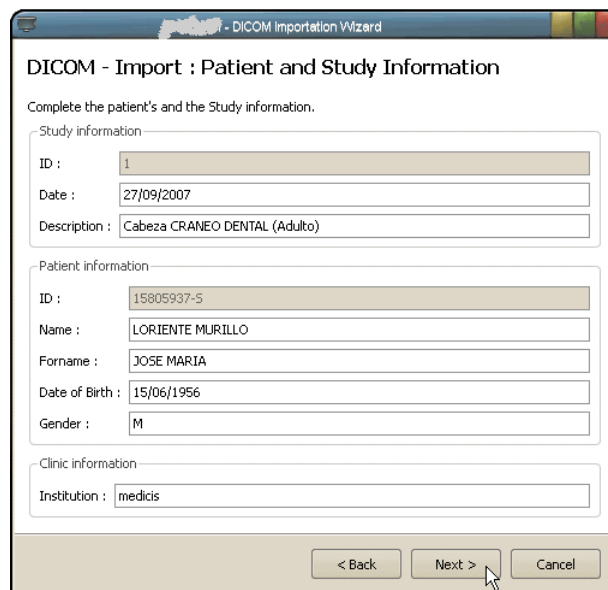 - DICOM Importation Wizard
DICOM - Import : Patient and Study Information
Complete the patient's and the Study information.
Study information
ID : 1
Date : 27/09/2007
Description : Cabeza CRANEO DENTAL (Adulto)
Patient information
ID : 15805937-S
Name : LORIENTE MURILLO
Forname : JOSE MARIA
Date of Birth : 15/06/1956
Gender : M
Clinic information
Institution : medicis
< Back Next > Cancel